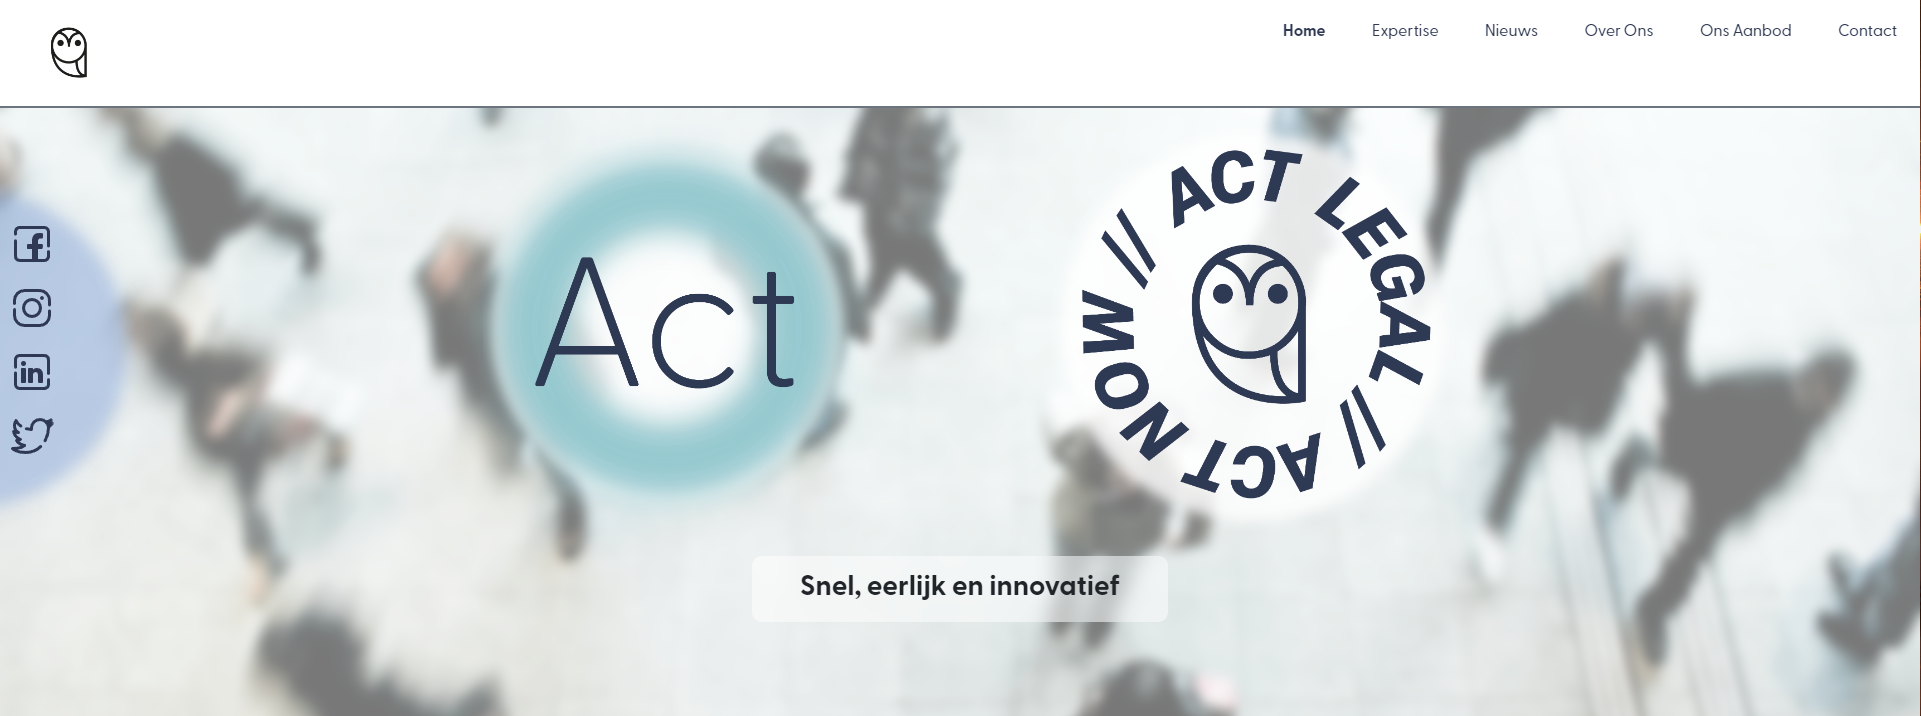 Home Expertise Nieuws Over Ons Ons Aanbod Contact
Act
// ACT LEGAL // ACT NOW
Snel, eerlijk en innovatief